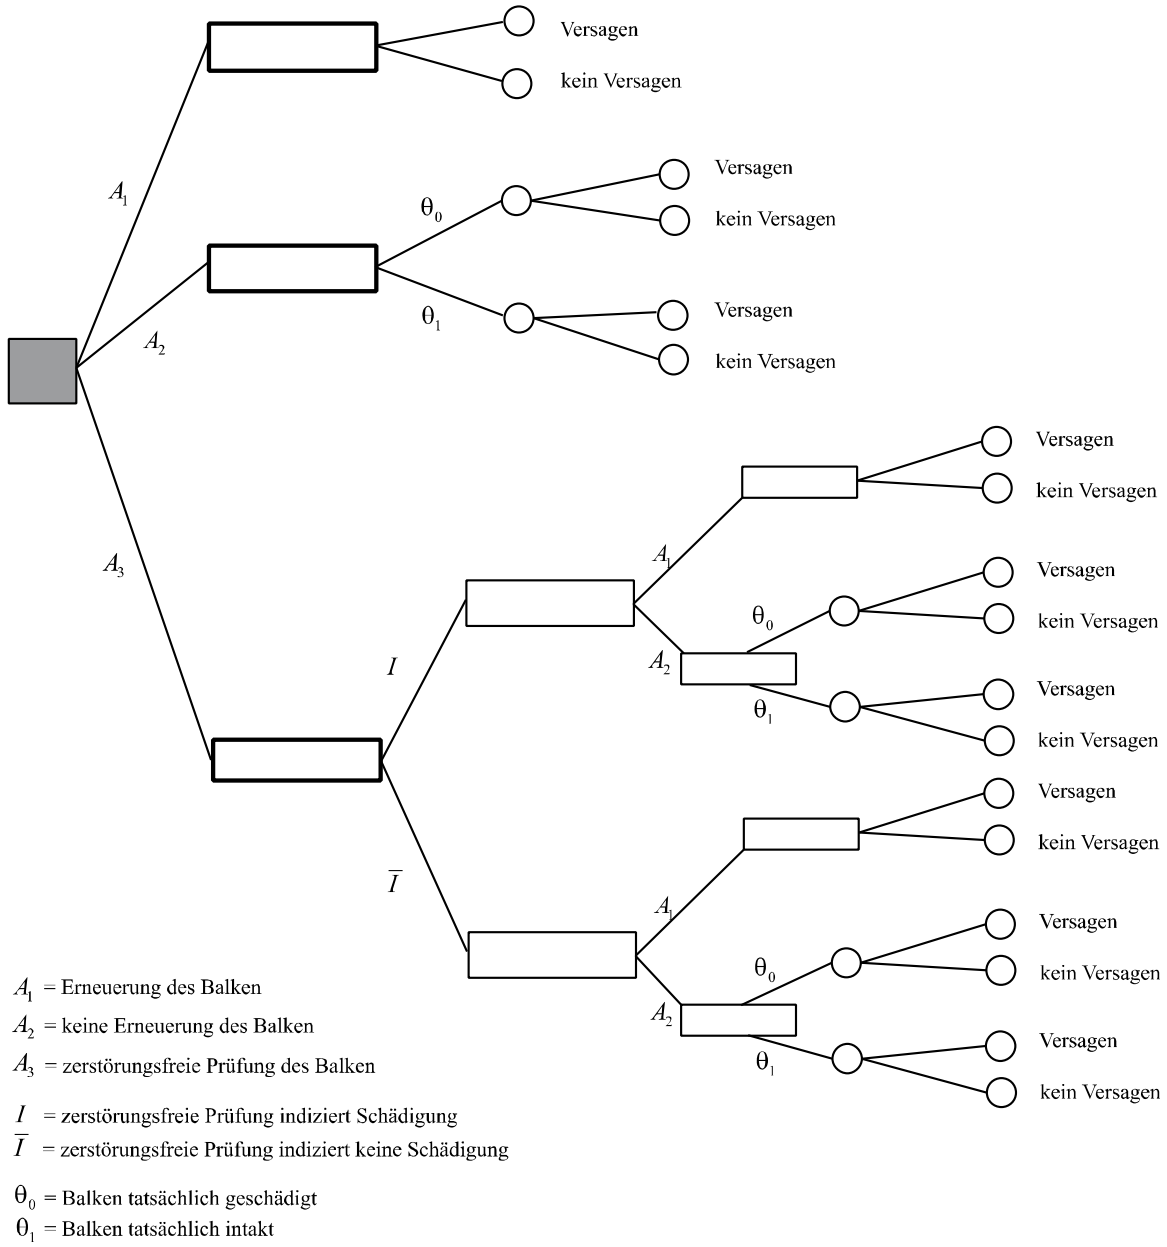 Versagen
kein Versagen
A₁
Versagen
θ₀
kein Versagen
A₂
θ₁
Versagen
kein Versagen
Versagen
kein Versagen
A₃
A₁
Versagen
θ₀
kein Versagen
I
A₂
θ₁
Versagen
kein Versagen
Versagen
kein Versagen
Ī
A₁
Versagen
θ₀
kein Versagen
A₂
θ₁
Versagen
kein Versagen
A₁ = Erneuerung des Balken
A₂ = keine Erneuerung des Balken
A₃ = zerstörungsfreie Prüfung des Balken
I = zerstörungsfreie Prüfung indiziert Schädigung
Ī = zerstörungsfreie Prüfung indiziert keine Schädigung
θ₀ = Balken tatsächlich geschädigt
θ₁ = Balken tatsächlich intakt